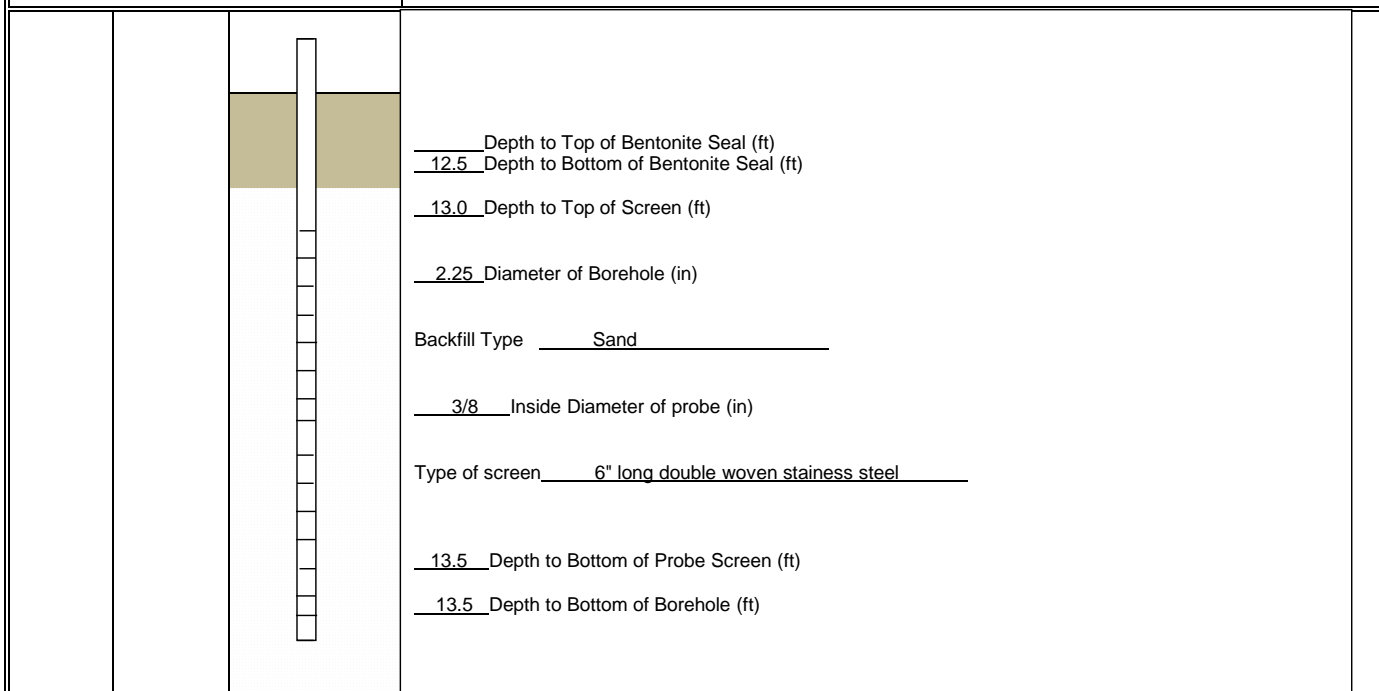 Depth to Top of Bentonite Seal (ft)
12.5 Depth to Bottom of Bentonite Seal (ft)
13.0 Depth to Top of Screen (ft)
2.25 Diameter of Borehole (in)
Backfill Type Sand
3/8 Inside Diameter of probe (in)
Type of screen 6" long double woven stainess steel
13.5 Depth to Bottom of Probe Screen (ft)
13.5 Depth to Bottom of Borehole (ft)